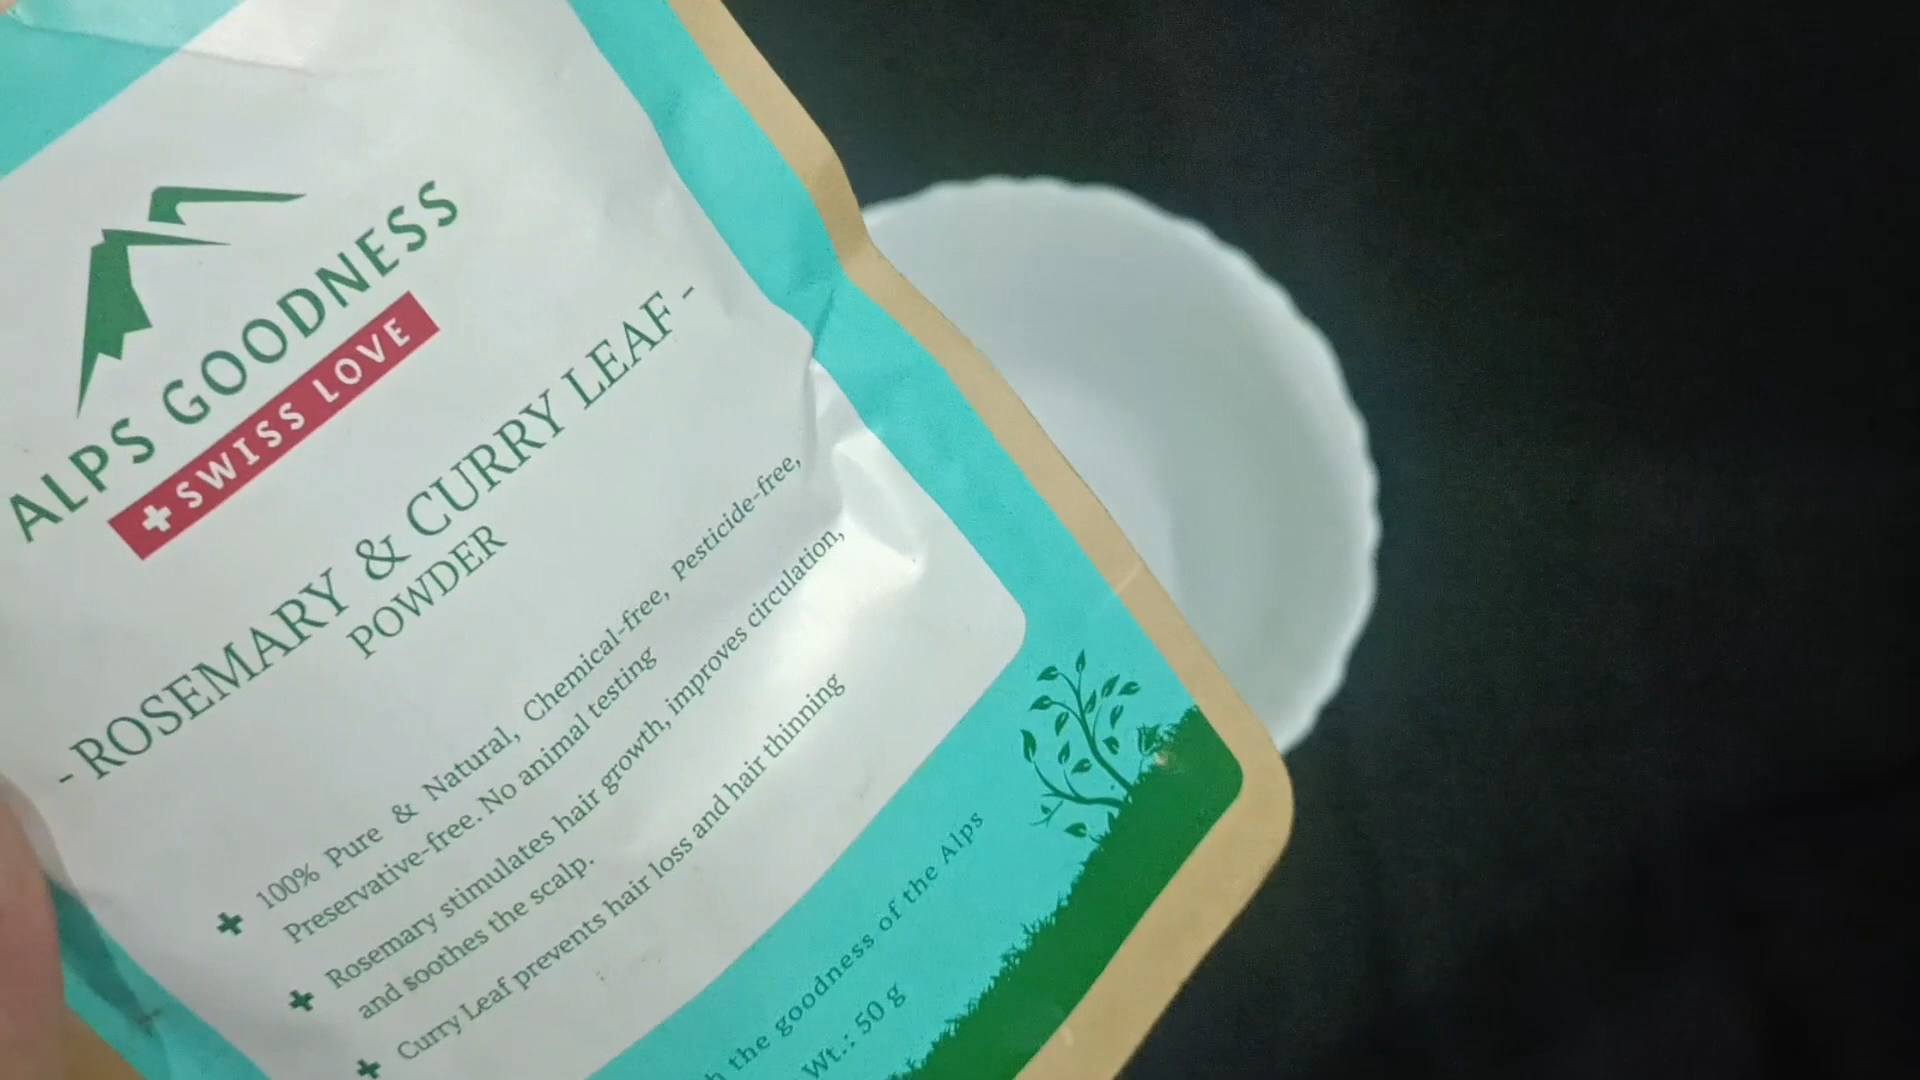 ALPS GOODNESS
SWISS LOVE
- ROSEMARY & CURRY LEAF -
POWDER
100% Pure & Natural, Chemical-free, Pesticide-free,
Preservative-free. No animal testing
Rosemary stimulates hair growth, improves circulation,
and soothes the scalp.
Curry Leaf prevents hair loss and hair thinning
the goodness of the Alps
Wt.: 50 g